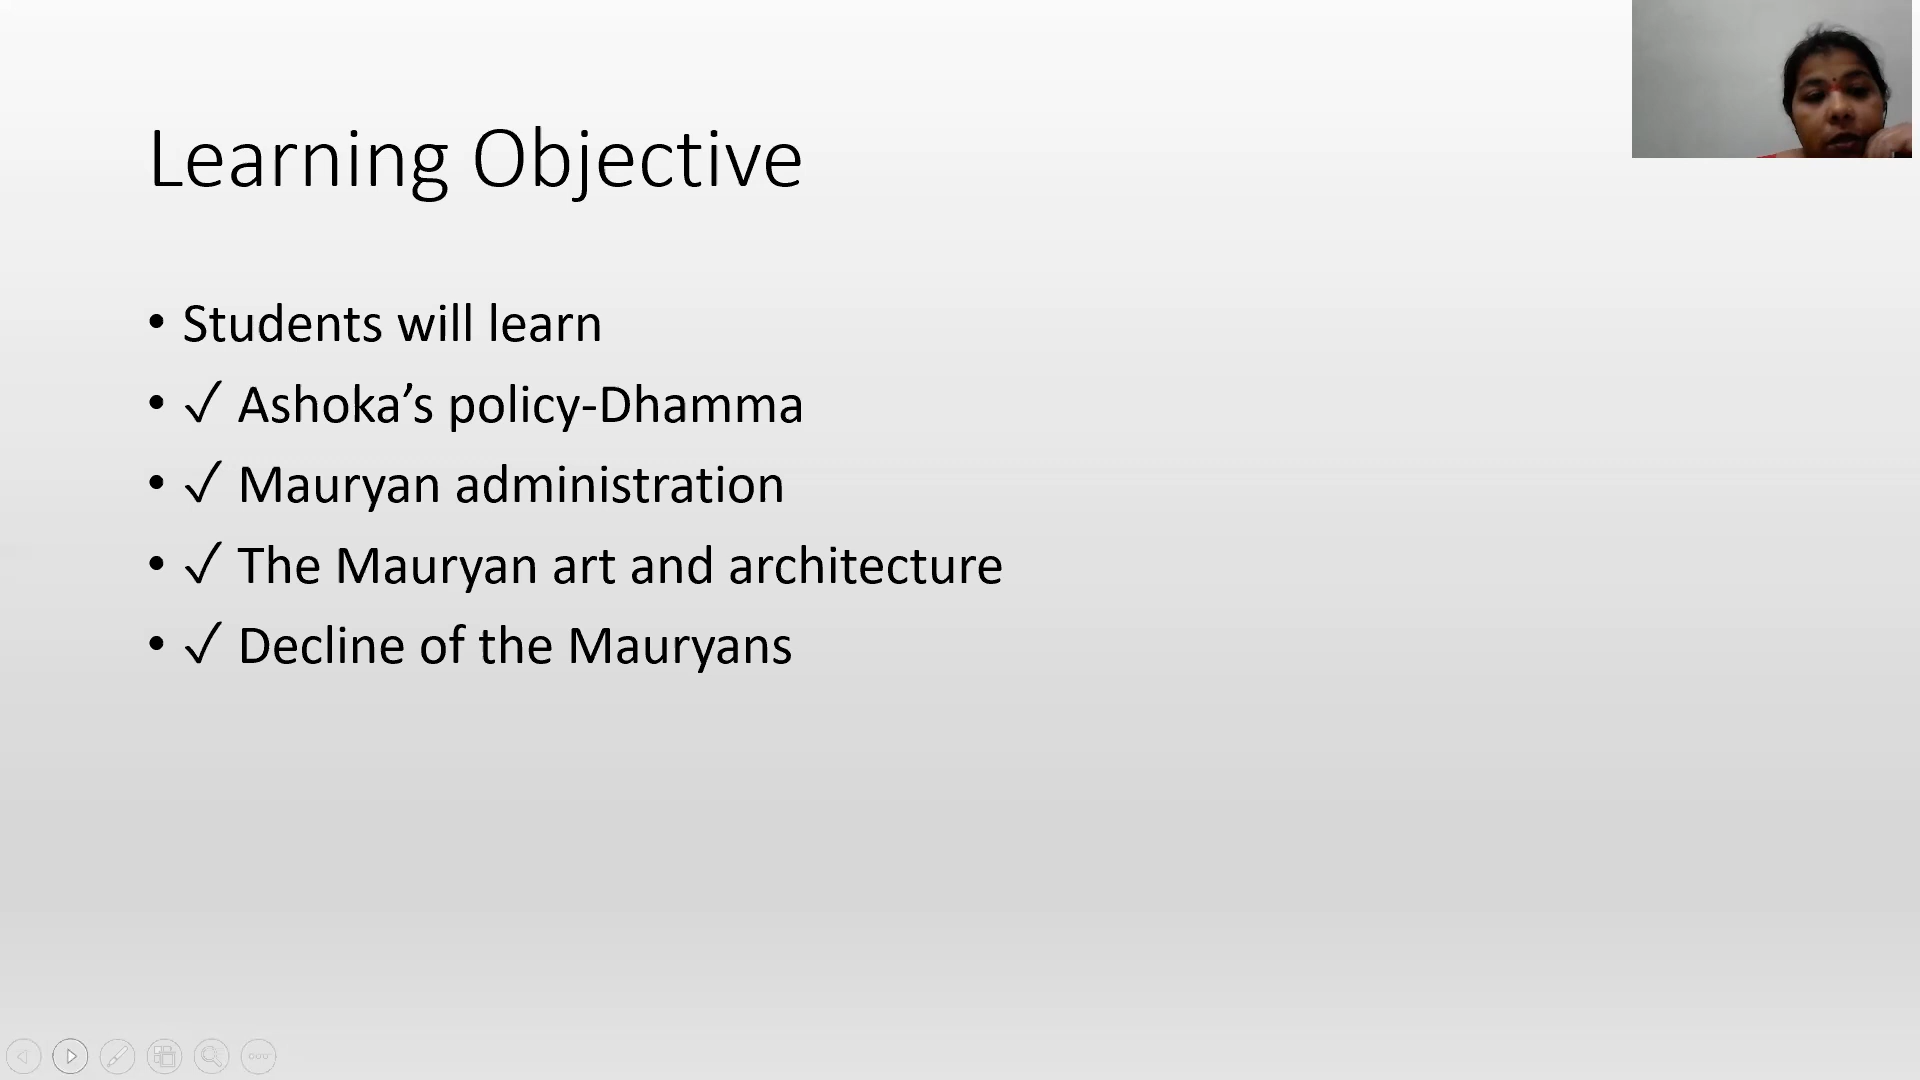 Learning Objective
• Students will learn
• ✓ Ashoka’s policy-Dhamma
• ✓ Mauryan administration
• ✓ The Mauryan art and architecture
• ✓ Decline of the Mauryans